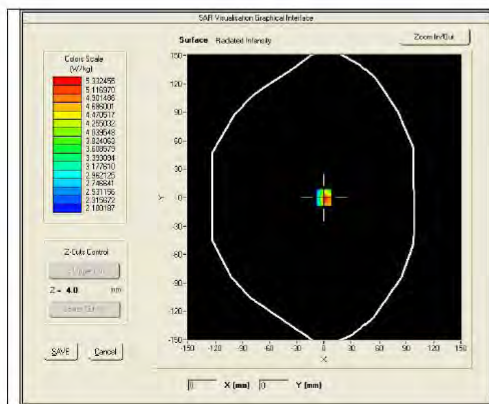 SAR Visualisation Graphical Interface
Surface Radiated Intensity
Zoom In/Out
Colors Scale
(W/kg)
5.332455
5.116970
4.901486
4.686001
4.470517
4.255032
4.039548
3.824063
3.608579
3.393094
3.177610
2.962125
2.746641
2.531156
2.315672
2.100187
150
120
90
60
30
0
-30
-60
-90
-120
-150
Y
-150 -120 -90 -60 -30 0 30 60 90 120 150
X
Z-Cuts Control
Z = 4.0 mm
SAVE
Cancel
0 X (mm) 0 Y (mm)